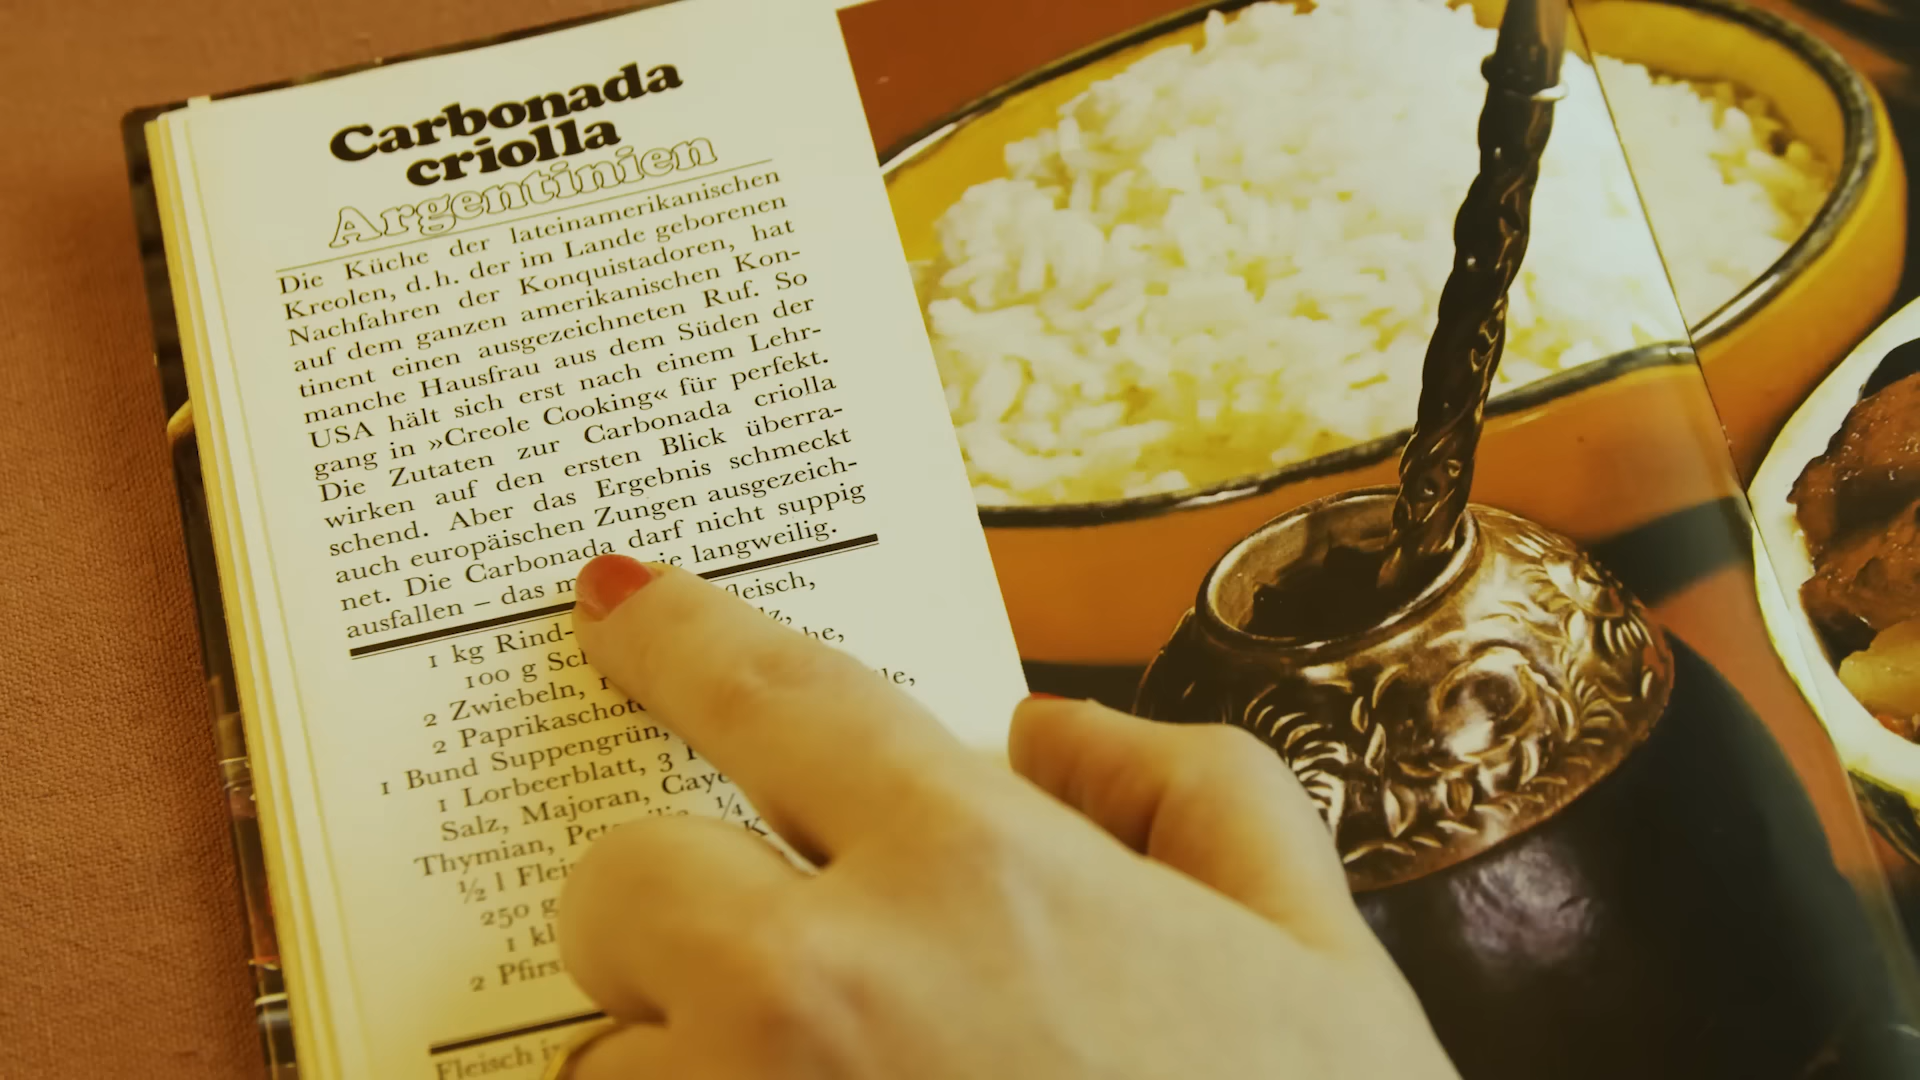 Carbonada
criolla
Argentinien
Die Küche der lateinamerikanischen
Kreolen, d.h. der im Lande geborenen
Nachfahren der Konquistadoren, hat
auf dem ganzen amerikanischen Kon-
tinent einen ausgezeichneten Ruf. So
manche Hausfrau aus dem Süden der
USA hält sich erst nach einem Lehr-
gang in »Creole Cooking« für perfekt.
Die Zutaten zur Carbonada criolla
wirken auf den ersten Blick überra-
schend. Aber das Ergebnis schmeckt
auch europäischen Zungen ausgezeich-
net. Die Carbonada darf nicht suppig
ausfallen – das langweilig.
1 kg Rind-
100 g
2 Zwiebeln,
2
1 Bund Suppengrün,
1 Lorbeerblatt, 3
Salz, Majoran,
Thymian,
½ l
250 g
1
2
Fleisch